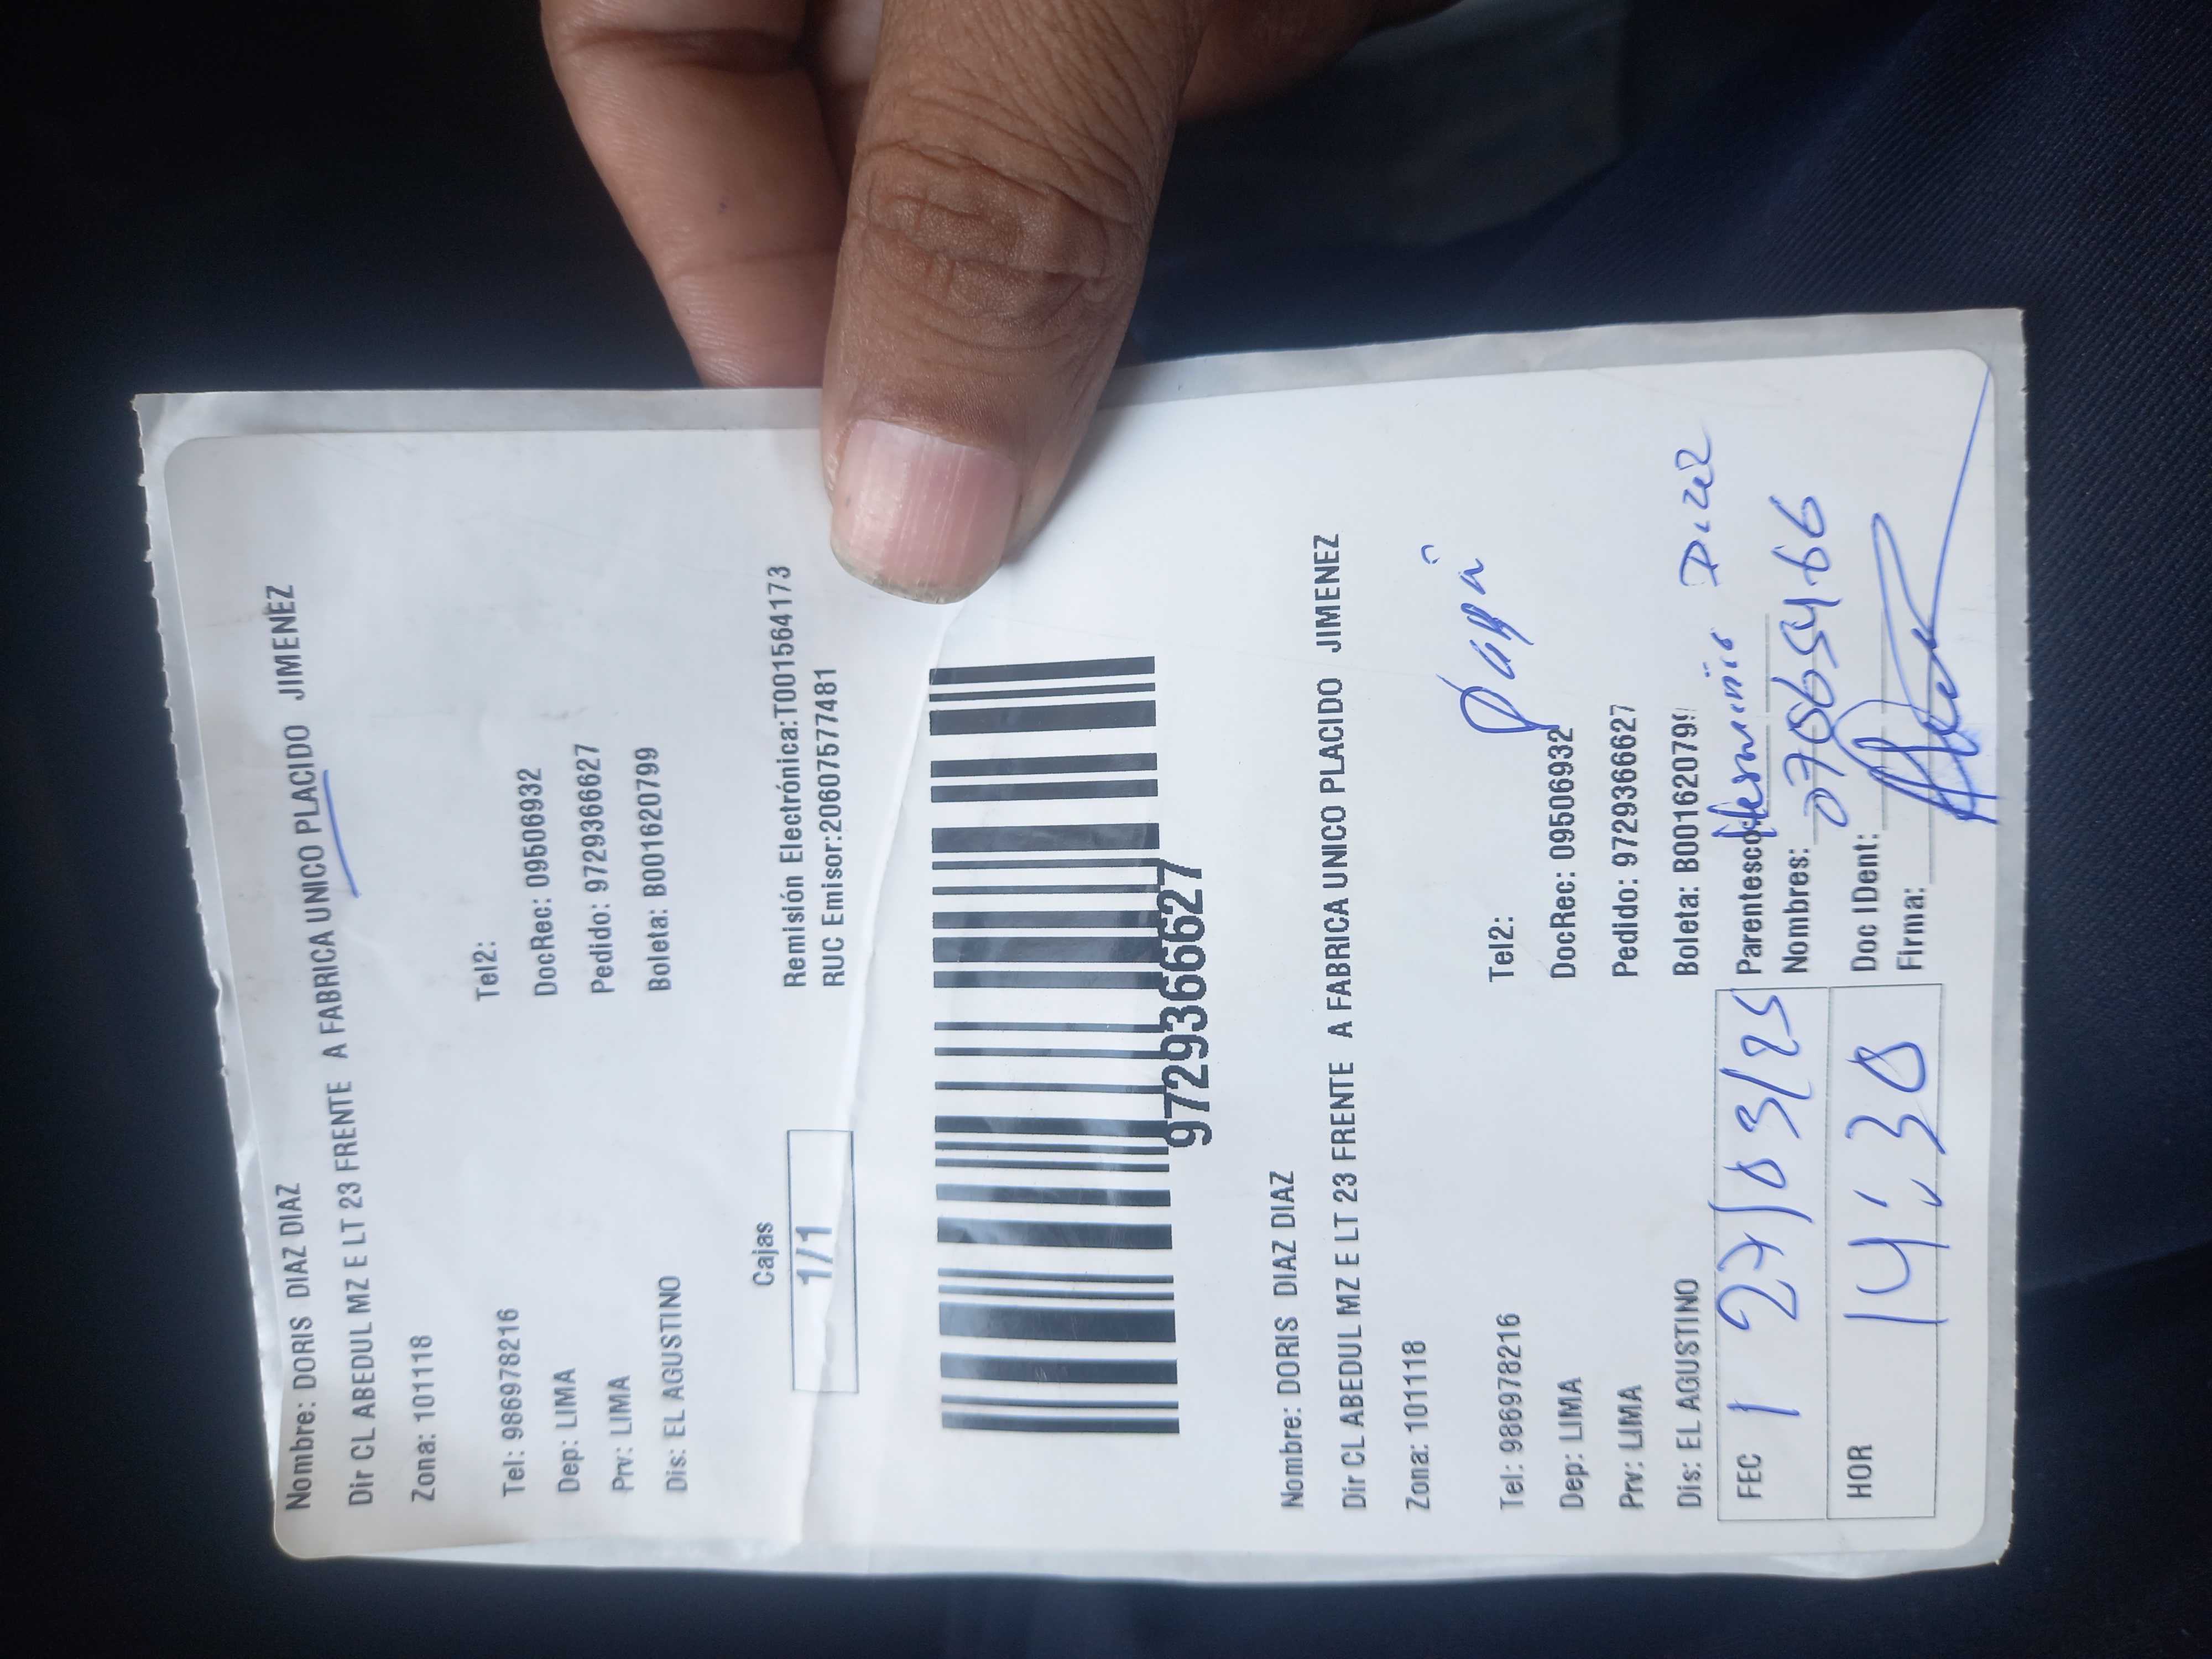 Nombre: DORIS DIAZ DIAZ
Dir CL ABEDUL MZ E LT 23 FRENTE A FABRICA UNICO PLACIDO JIMENEZ
Zona: 101118
Tel: 986978216 Tel2:
Dep: LIMA DocRec: 09506932
Prv: LIMA Pedido: 9729366627
Dis: EL AGUSTINO Boleta: B001620799
Cajas
1/1
Remisión Electrónica:T001564173
RUC Emisor:20607577481
9729366627
Nombre: DORIS DIAZ DIAZ
Dir CL ABEDUL MZ E LT 23 FRENTE A FABRICA UNICO PLACIDO JIMENEZ
Zona: 101118
Papá
Tel: 986978216 Tel2:
Dep: LIMA DocRec: 09506932
Prv: LIMA Pedido: 9729366627
Dis: EL AGUSTINO Boleta: B00162079
FEC 27/03/25
Parentesco:
Nombres:
HOR 14:30
Doc IDent:
Firma: